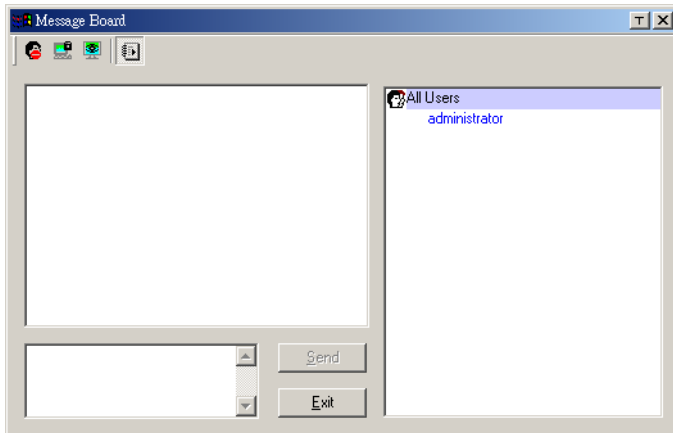 Message Board
All Users
administrator
Send
Exit